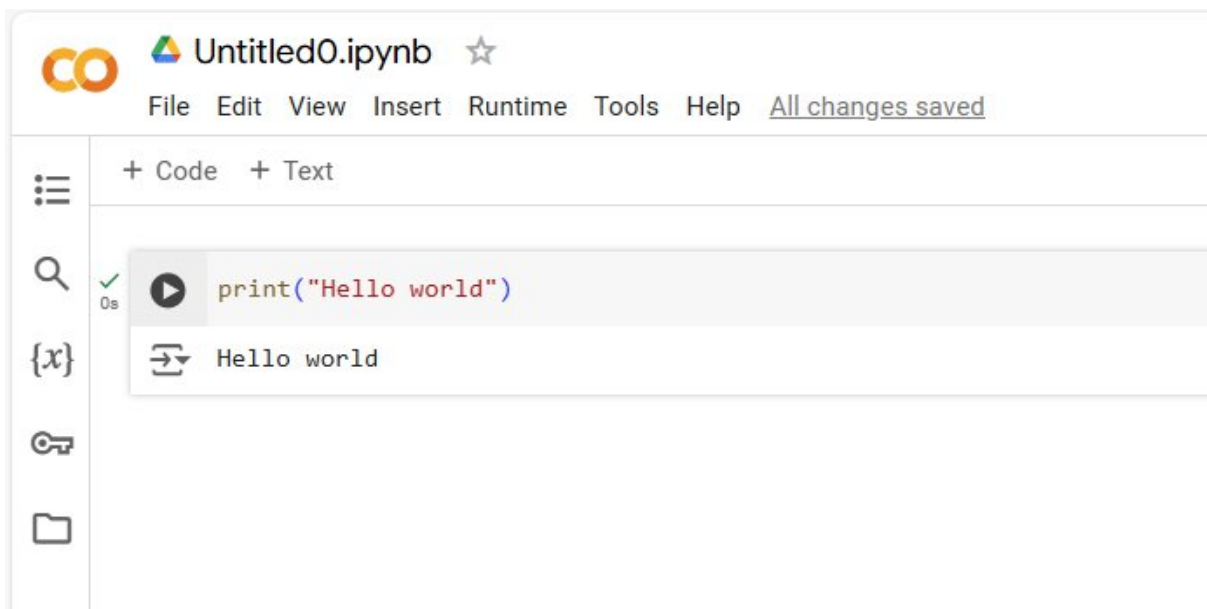 CO
Untitled0.ipynb
File Edit View Insert Runtime Tools Help All changes saved
+ Code + Text
0s
print("Hello world")
Hello world
{x}